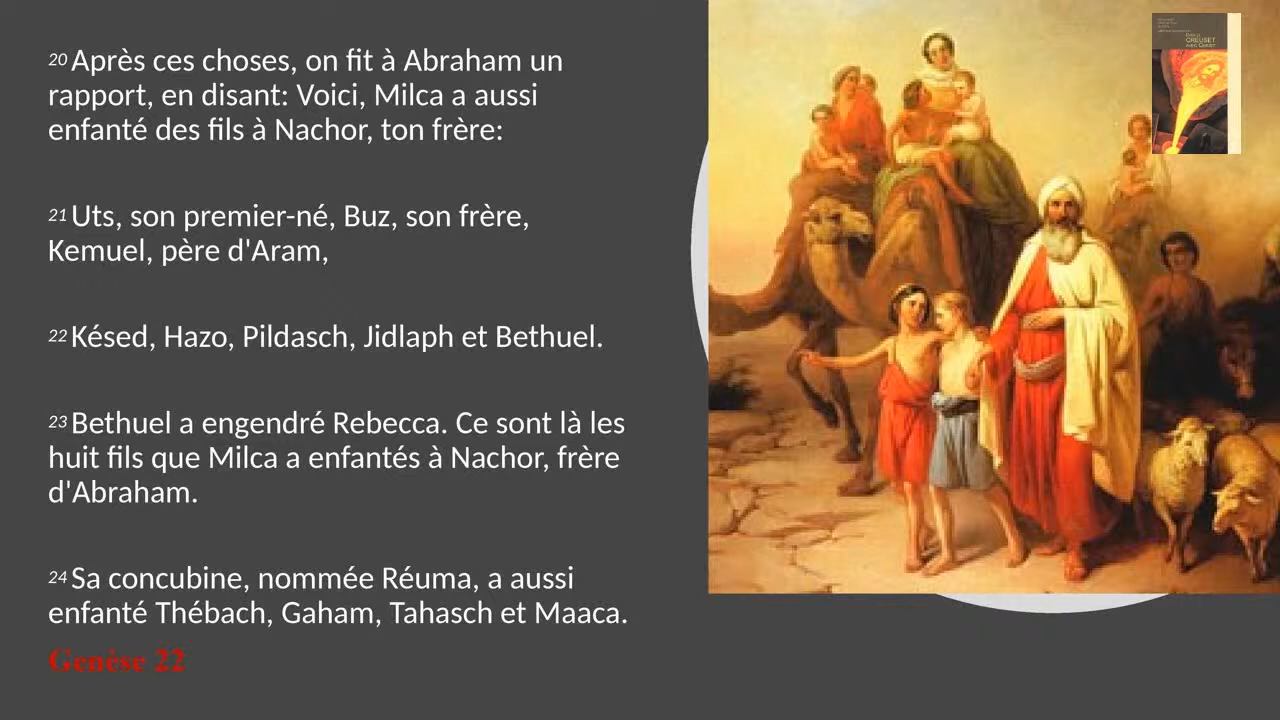 20 Après ces choses, on fit à Abraham un
rapport, en disant: Voici, Milca a aussi
enfanté des fils à Nachor, ton frère:
21 Uts, son premier-né, Buz, son frère,
Kemuel, père d'Aram,
22 Késed, Hazo, Pildasch, Jidlaph et Bethuel.
23 Bethuel a engendré Rebecca. Ce sont là les
huit fils que Milca a enfantés à Nachor, frère
d'Abraham.
24 Sa concubine, nommée Réuma, a aussi
enfanté Thébach, Gaham, Tahasch et Maaca.
Genèse 22
CREUSET
AVEC CHRIST